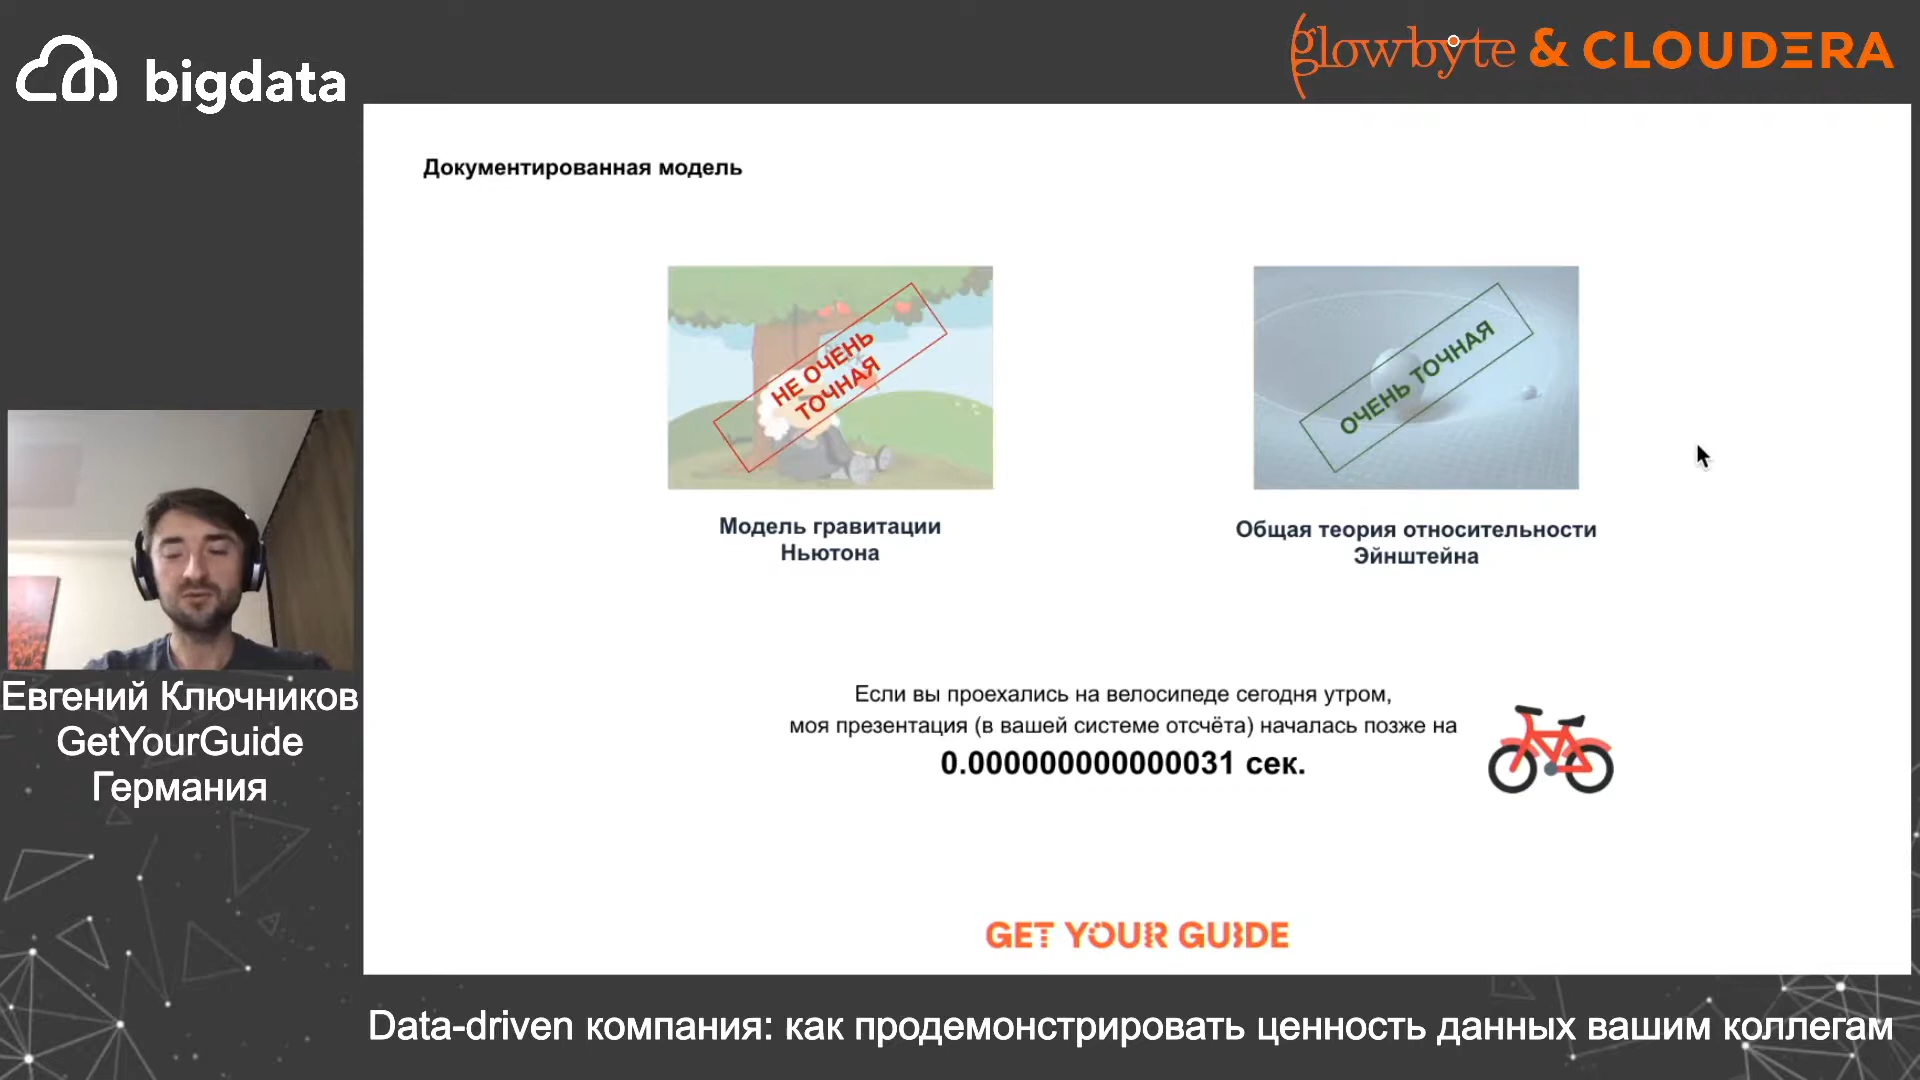 bigdata
glowbyte & CLOUDERA
Документированная модель
НЕ ОЧЕНЬ
ТОЧНАЯ
ОЧЕНЬ ТОЧНАЯ
Модель гравитации
Ньютона
Общая теория относительности
Эйнштейна
Если вы проехались на велосипеде сегодня утром,
моя презентация (в вашей системе отсчёта) началась позже на
0.000000000000031 сек.
GET YOUR GUIDE
Евгений Ключников
GetYourGuide
Германия
Data-driven компания: как продемонстрировать ценность данных вашим коллегам